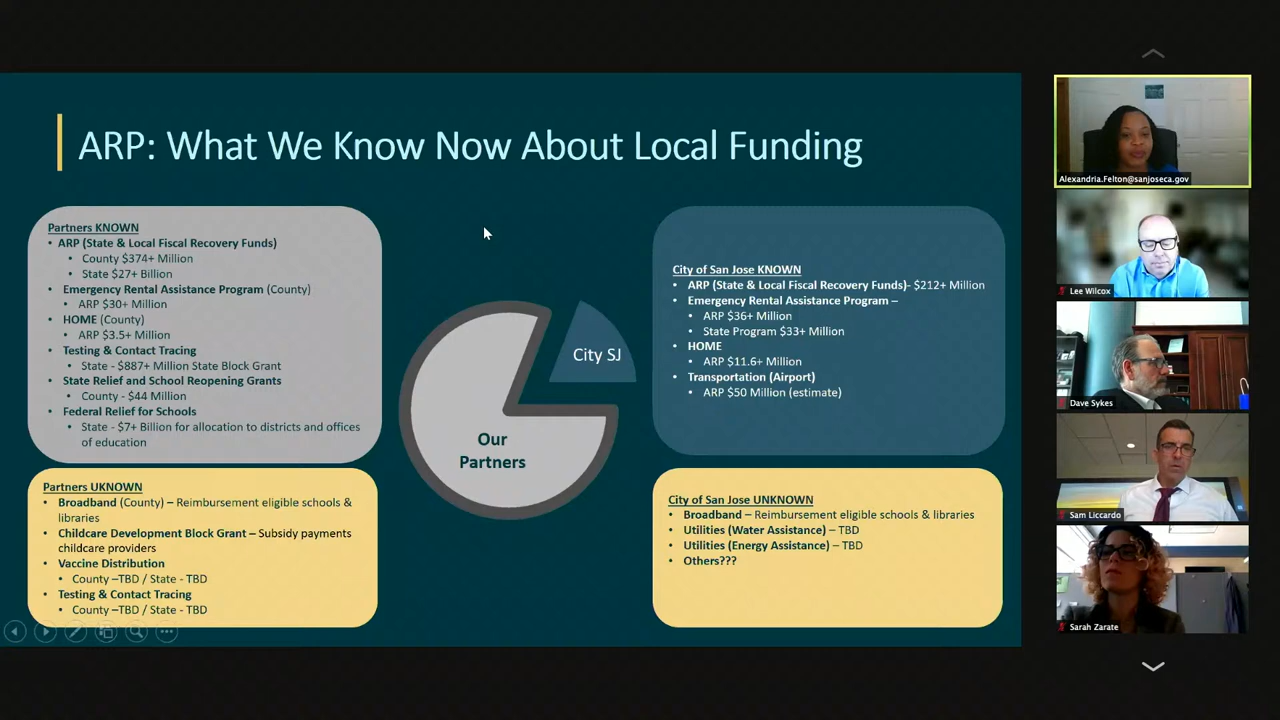 ARP: What We Know Now About Local Funding
Partners KNOWN
• ARP (State & Local Fiscal Recovery Funds)
• County $374+ Million
• State $27+ Billion
• Emergency Rental Assistance Program (County)
• ARP $30+ Million
• HOME (County)
• ARP $3.5+ Million
• Testing & Contact Tracing
• State - $887+ Million State Block Grant
• State Relief and School Reopening Grants
• County - $44 Million
• Federal Relief for Schools
• State - $7+ Billion for allocation to districts and offices
of education
Partners UKNOWN
• Broadband (County) – Reimbursement eligible schools &
libraries
• Childcare Development Block Grant – Subsidy payments
childcare providers
• Vaccine Distribution
• County –TBD / State - TBD
• Testing & Contact Tracing
• County –TBD / State - TBD
City SJ
Our
Partners
City of San Jose KNOWN
• ARP (State & Local Fiscal Recovery Funds)- $212+ Million
• Emergency Rental Assistance Program –
• ARP $36+ Million
• State Program $33+ Million
• HOME
• ARP $11.6+ Million
• Transportation (Airport)
• ARP $50 Million (estimate)
City of San Jose UNKNOWN
• Broadband – Reimbursement eligible schools & libraries
• Utilities (Water Assistance) – TBD
• Utilities (Energy Assistance) – TBD
• Others???
Alexandria.Felton@sanjoseca.gov
Lee Wilcox
Dave Sykes
Sam Liccardo
Sarah Zarate